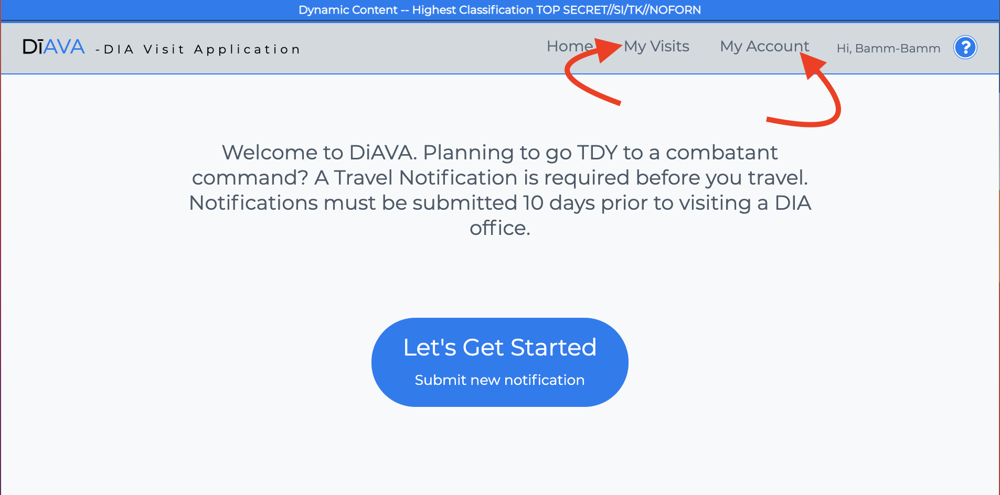 Dynamic Content -- Highest Classification TOP SECRET//SI/TK//NOFORN
DīAVA -DIA Visit Application
Home My Visits My Account Hi, Bamm-Bamm ?
Welcome to DiAVA. Planning to go TDY to a combatant
command? A Travel Notification is required before you travel.
Notifications must be submitted 10 days prior to visiting a DIA
office.
Let's Get Started
Submit new notification